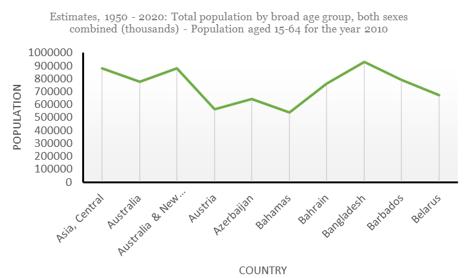 Estimates, 1950 - 2020: Total population by broad age group, both sexes
combined (thousands) - Population aged 15-64 for the year 2010
POPULATION
1000000
900000
800000
700000
600000
500000
400000
300000
200000
100000
0
Asia, Central
Australia
Australia & New...
Austria
Azerbaijan
Bahamas
Bahrain
Bangladesh
Barbados
Belarus
COUNTRY